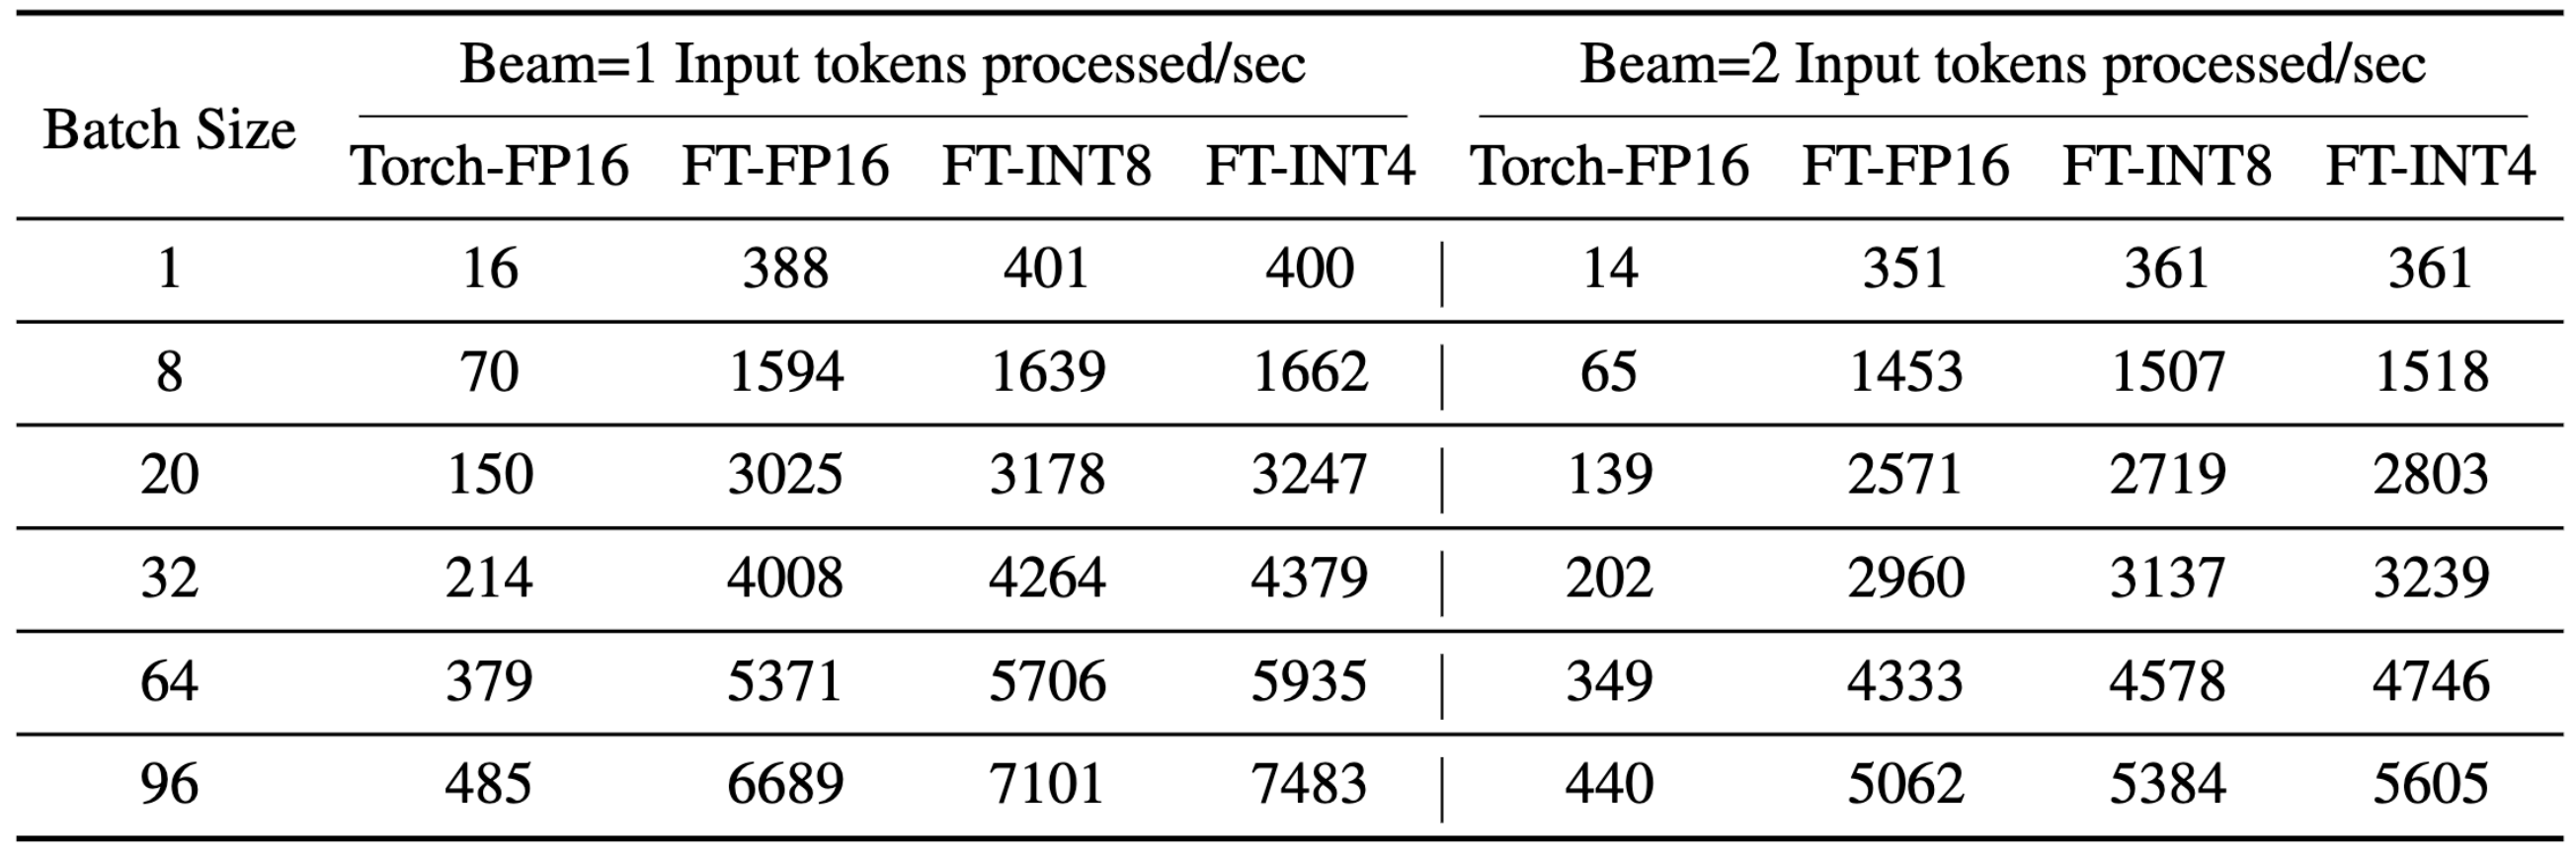 Beam=1 Input tokens processed/sec Beam=2 Input tokens processed/sec
Batch Size
Torch-FP16 FT-FP16 FT-INT8 FT-INT4 Torch-FP16 FT-FP16 FT-INT8 FT-INT4
1 16 388 401 400 14 351 361 361
8 70 1594 1639 1662 65 1453 1507 1518
20 150 3025 3178 3247 139 2571 2719 2803
32 214 4008 4264 4379 202 2960 3137 3239
64 379 5371 5706 5935 349 4333 4578 4746
96 485 6689 7101 7483 440 5062 5384 5605